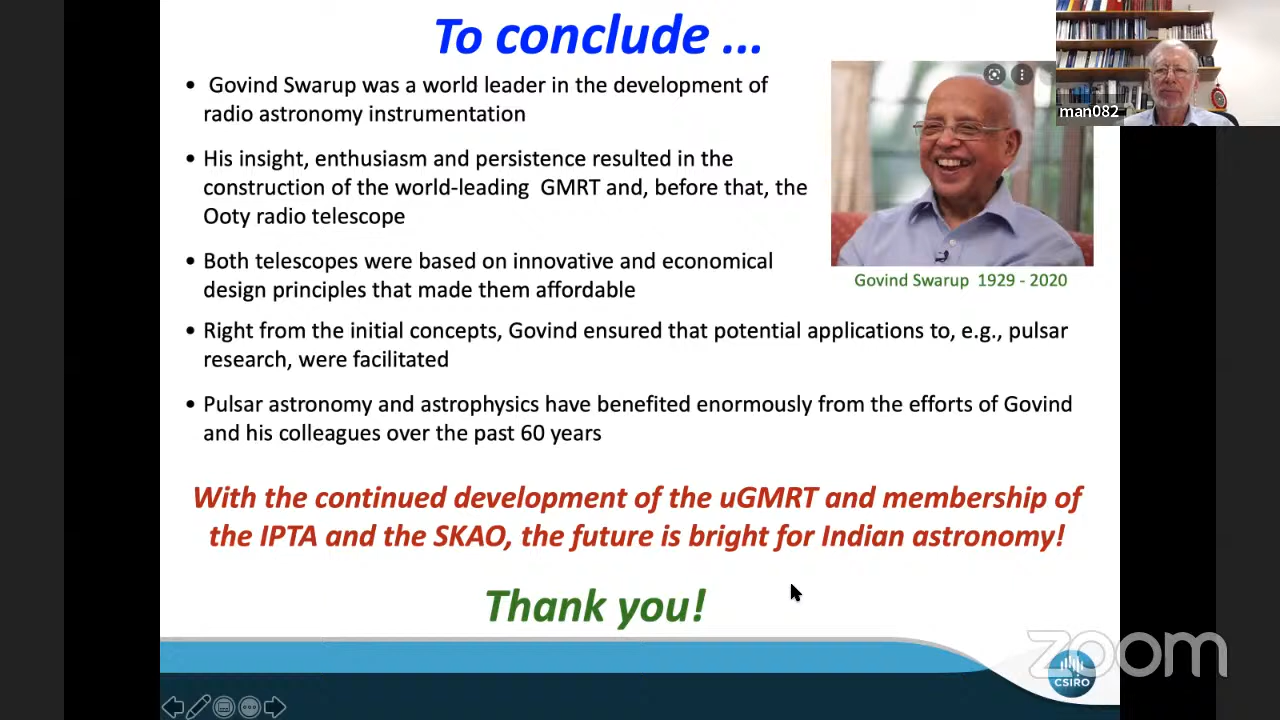 To conclude ...
• Govind Swarup was a world leader in the development of
radio astronomy instrumentation
• His insight, enthusiasm and persistence resulted in the
construction of the world-leading GMRT and, before that, the
Ooty radio telescope
• Both telescopes were based on innovative and economical
design principles that made them affordable
• Right from the initial concepts, Govind ensured that potential applications to, e.g., pulsar
research, were facilitated
• Pulsar astronomy and astrophysics have benefited enormously from the efforts of Govind
and his colleagues over the past 60 years
Govind Swarup 1929 - 2020
man082
With the continued development of the uGMRT and membership of
the IPTA and the SKAO, the future is bright for Indian astronomy!
Thank you!
zoom
CSIRO